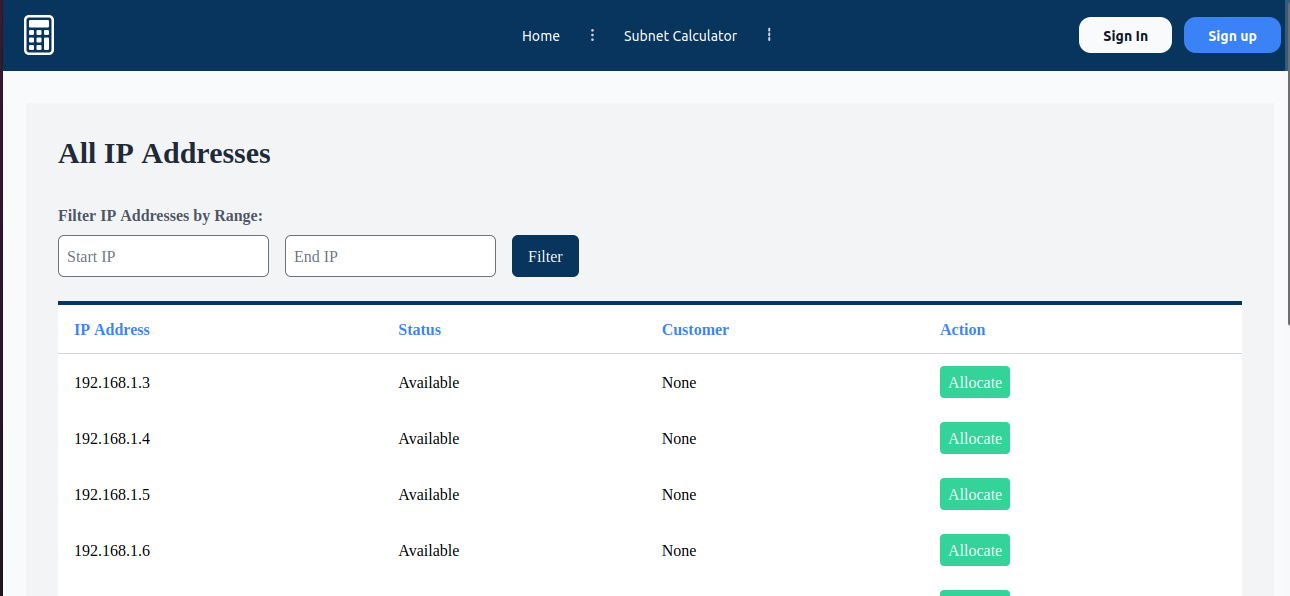 Home ⋮ Subnet Calculator ⋮ Sign In Sign up
All IP Addresses
Filter IP Addresses by Range:
Start IP End IP Filter
IP Address Status Customer Action
192.168.1.3 Available None Allocate
192.168.1.4 Available None Allocate
192.168.1.5 Available None Allocate
192.168.1.6 Available None Allocate